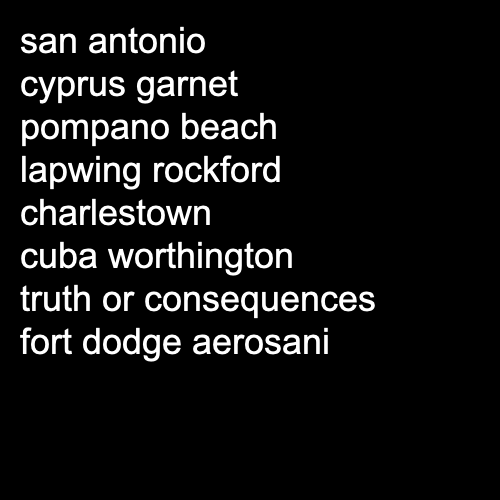 san antonio
cyprus garnet
pompano beach
lapwing rockford
charlestown
cuba worthington
truth or consequences
fort dodge aerosani